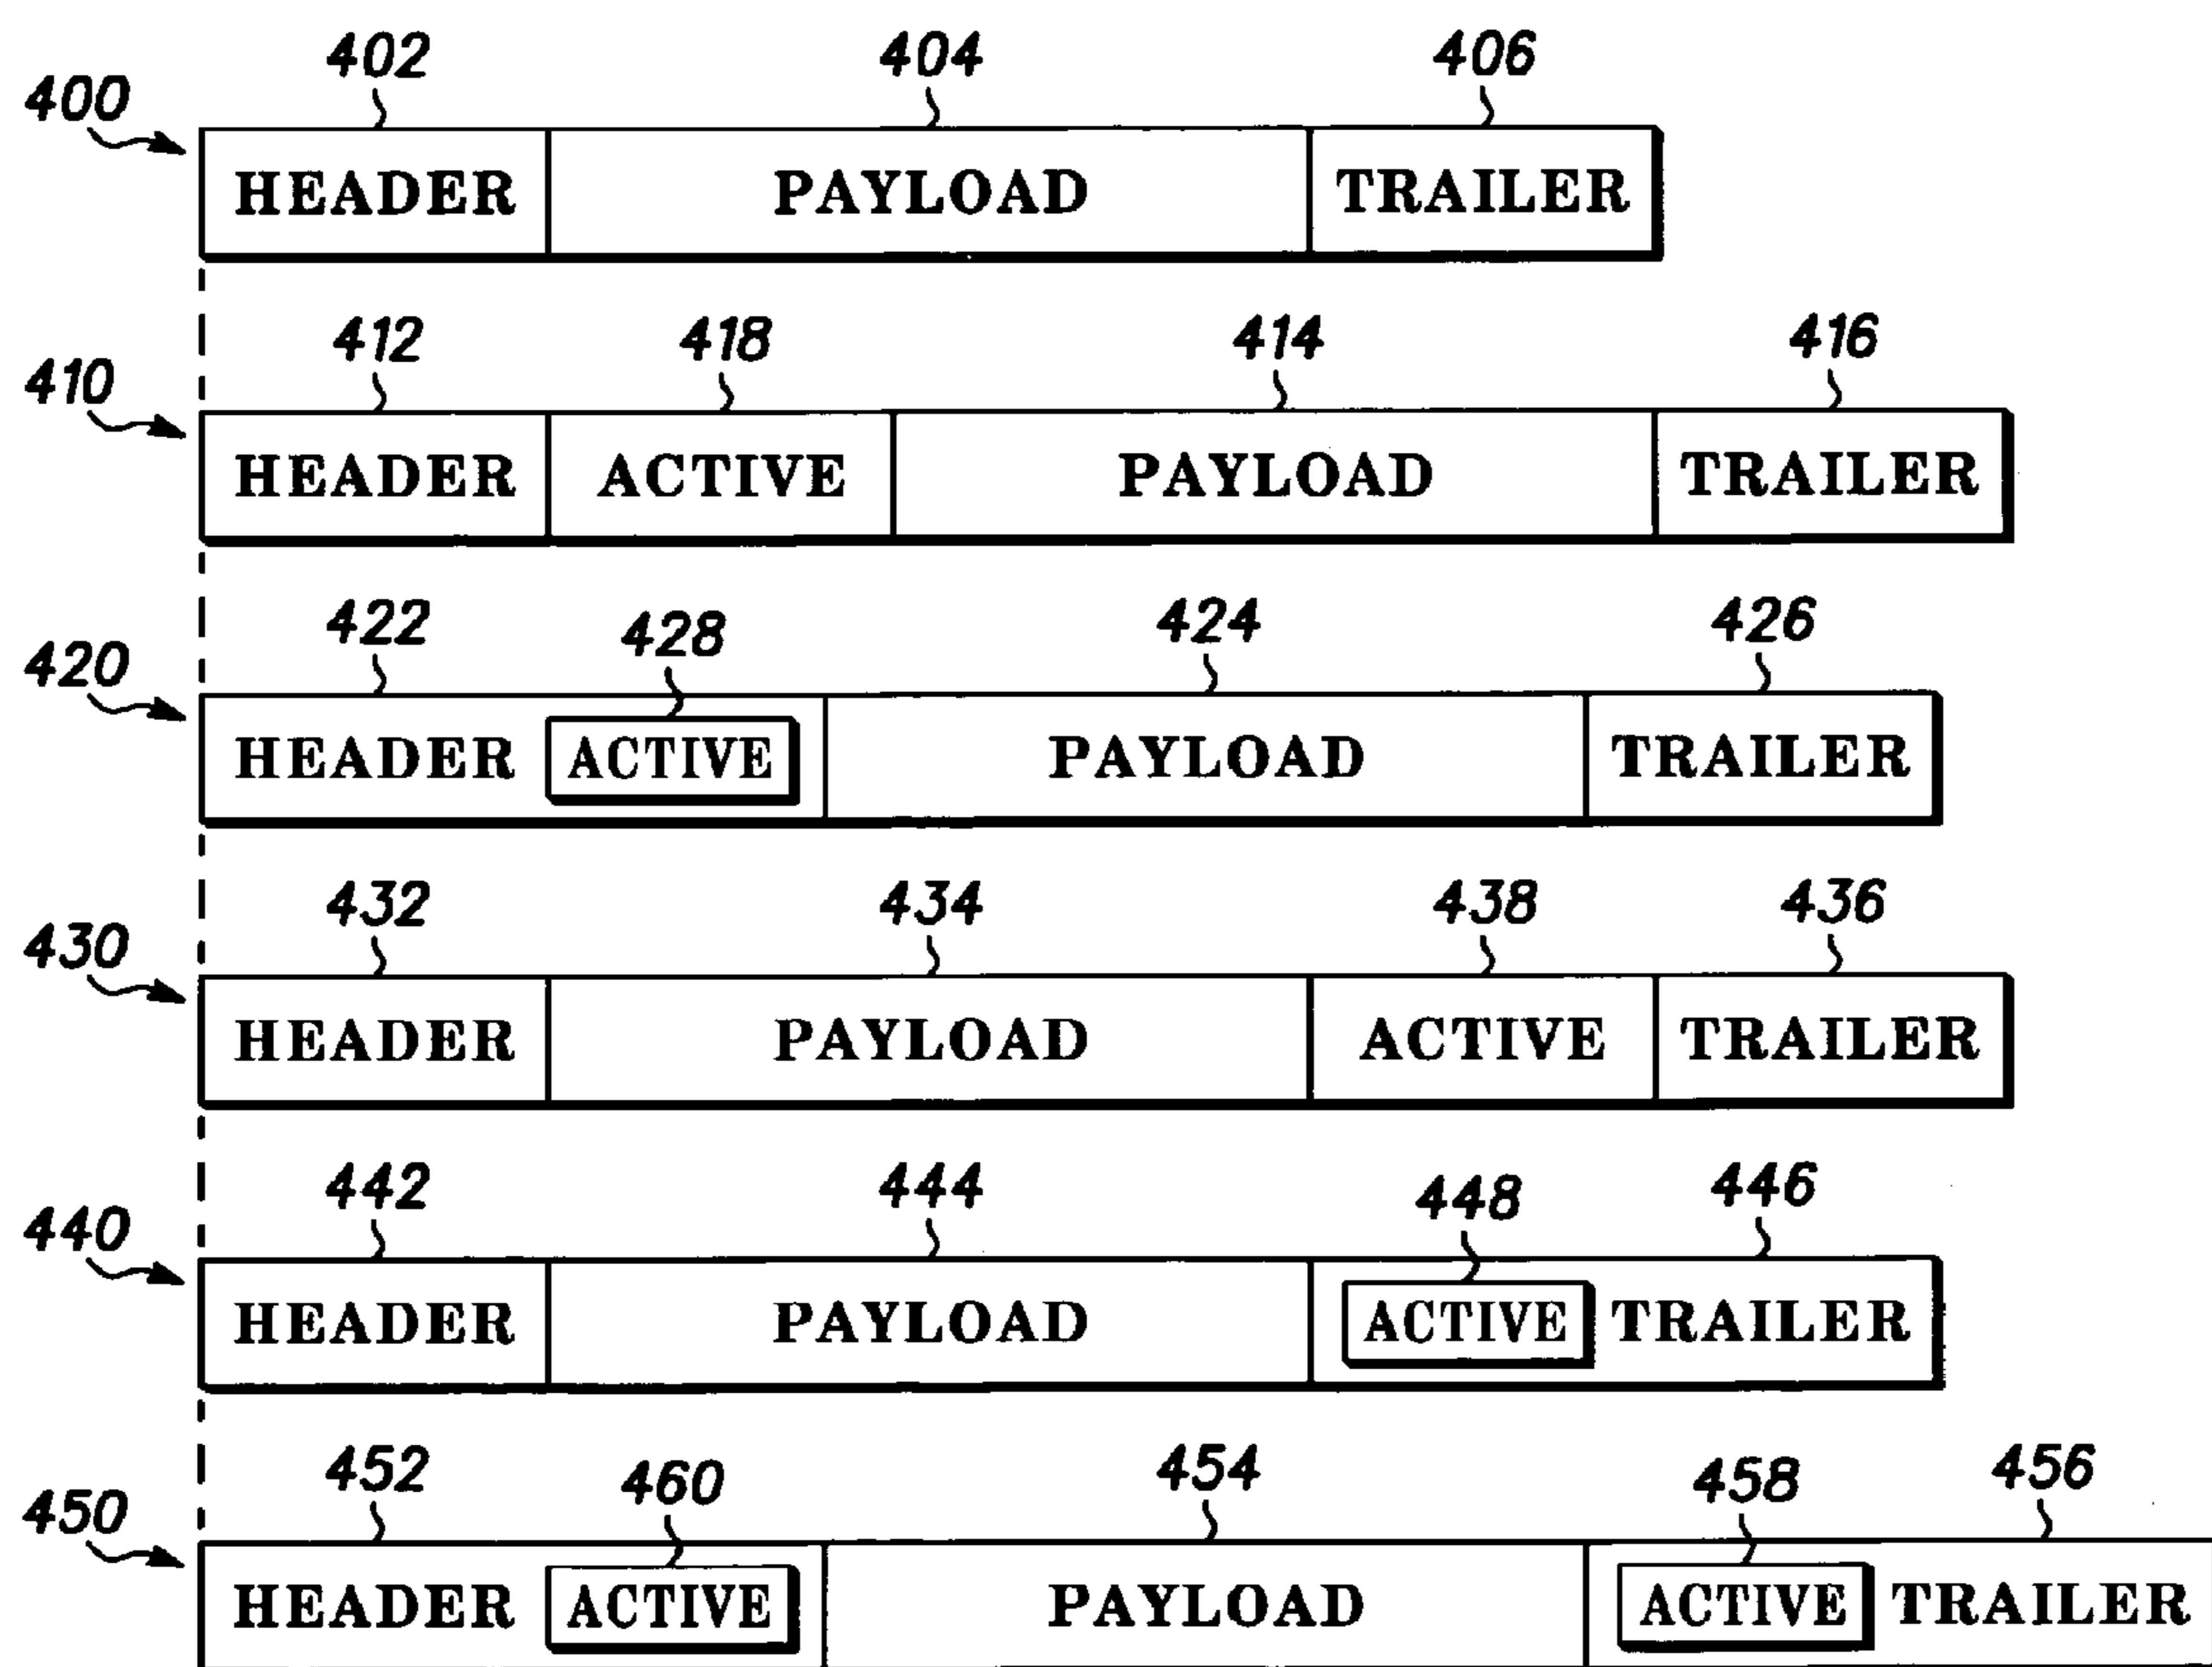 402 404 406
400
HEADER PAYLOAD TRAILER
412 418 414 416
410
HEADER ACTIVE PAYLOAD TRAILER
422 428 424 426
420
HEADER ACTIVE PAYLOAD TRAILER
432 434 438 436
430
HEADER PAYLOAD ACTIVE TRAILER
442 444 448 446
440
HEADER PAYLOAD ACTIVE TRAILER
452 460 454 458 456
450
HEADER ACTIVE PAYLOAD ACTIVE TRAILER